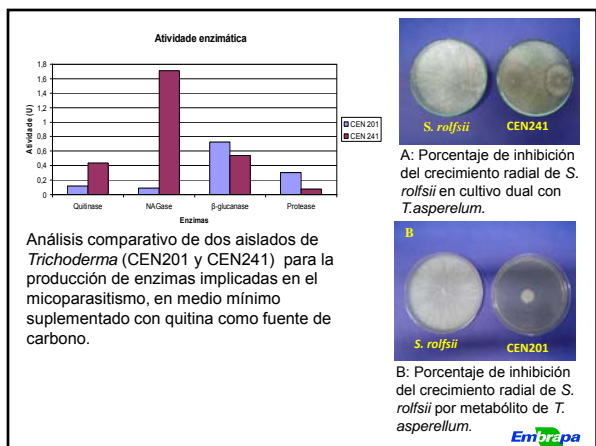 Atividade enzimática
Atividade (U)
1,8
1,6
1,4
1,2
1
0,8
0,6
0,4
0,2
0
Quitinase NAGase β-glucanase Protease
Enzimas
CEN 201
CEN 241
Análisis comparativo de dos aislados de
Trichoderma (CEN201 y CEN241) para la
producción de enzimas implicadas en el
micoparasitismo, en medio mínimo
suplementado con quitina como fuente de
carbono.
S. rolfsii CEN241
A: Porcentaje de inhibición
del crecimiento radial de S.
rolfsii en cultivo dual con
T.asperelum.
B
S. rolfsii CEN201
B: Porcentaje de inhibición
del crecimiento radial de S.
rolfsii por metabólito de T.
asperellum.
Embrapa